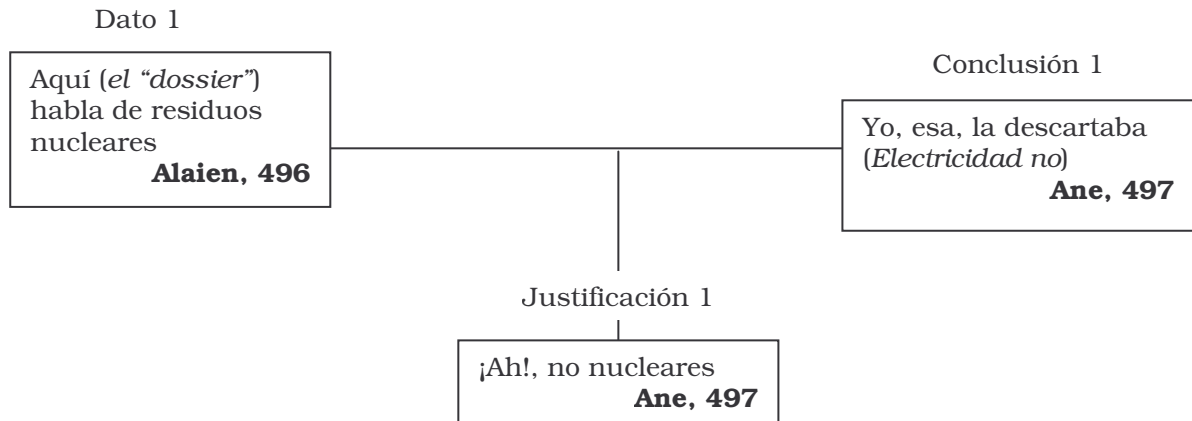 Dato 1
Aquí (el “dossier”)
habla de residuos
nucleares
Alaien, 496
Conclusión 1
Yo, esa, la descartaba
(Electricidad no)
Ane, 497
Justificación 1
¡Ah!, no nucleares
Ane, 497